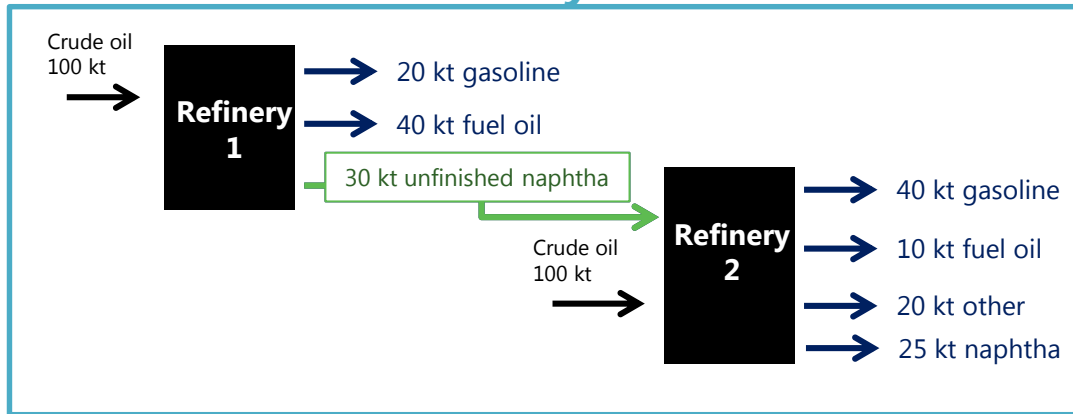 Crude oil
100 kt
Refinery
1
20 kt gasoline
40 kt fuel oil
30 kt unfinished naphtha
Crude oil
100 kt
Refinery
2
40 kt gasoline
10 kt fuel oil
20 kt other
25 kt naphtha